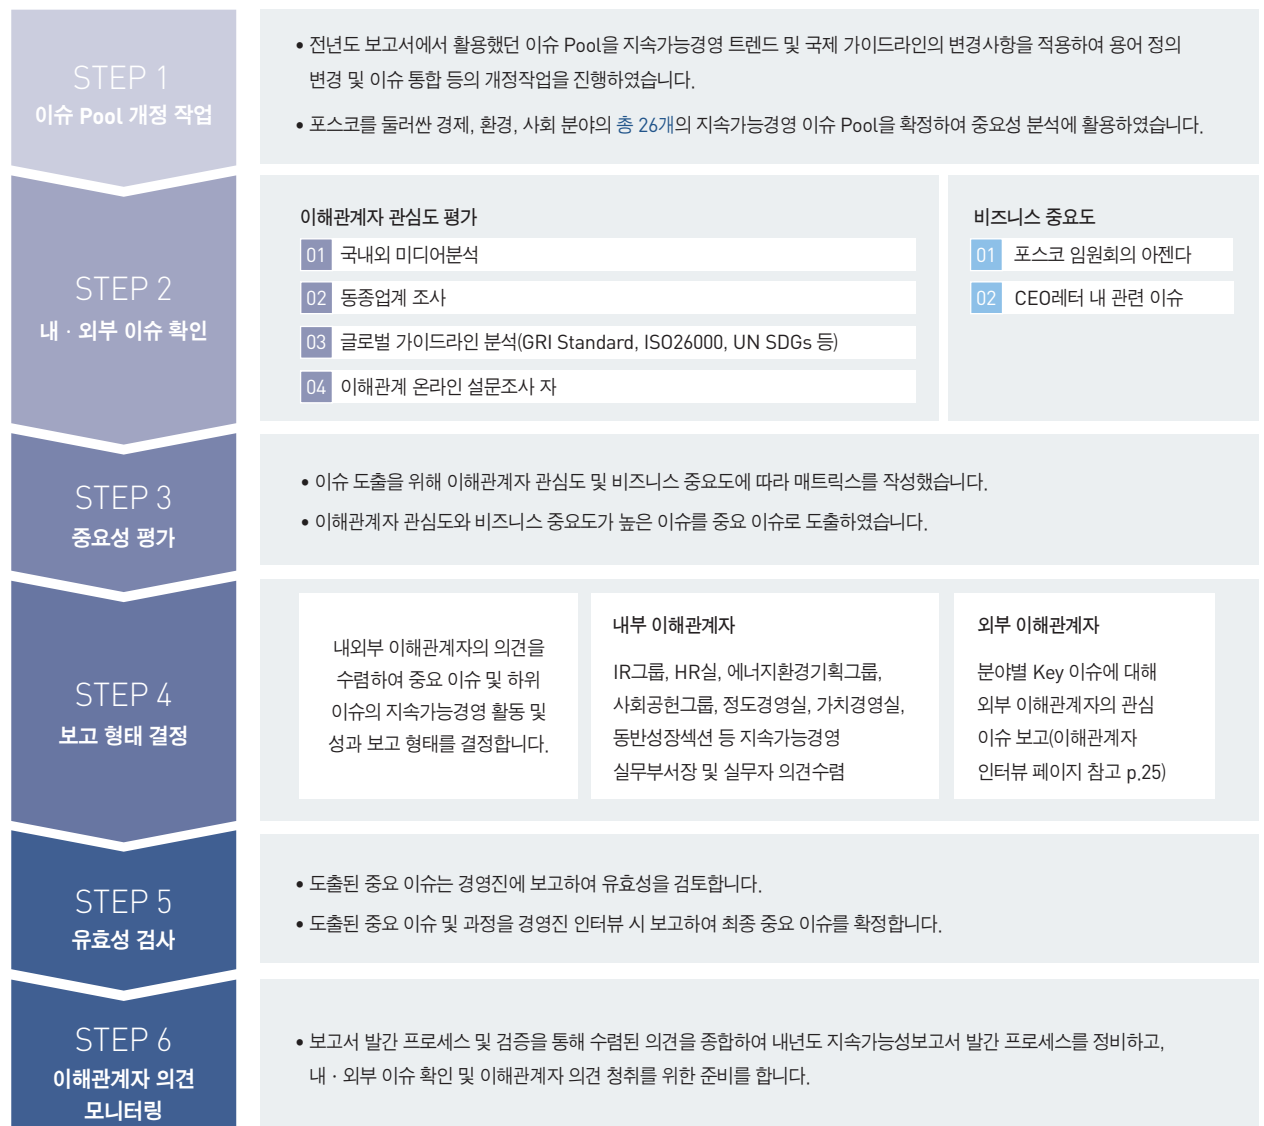 STEP 1
이슈 Pool 개정 작업
• 전년도 보고서에서 활용했던 이슈 Pool을 지속가능경영 트렌드 및 국제 가이드라인의 변경사항을 적용하여 용어 정의
변경 및 이슈 통합 등의 개정작업을 진행하였습니다.
• 포스코를 둘러싼 경제, 환경, 사회 분야의 총 26개의 지속가능경영 이슈 Pool을 확정하여 중요성 분석에 활용하였습니다.
STEP 2
내 · 외부 이슈 확인
이해관계자 관심도 평가
01 국내외 미디어분석
02 동종업계 조사
03 글로벌 가이드라인 분석(GRI Standard, ISO26000, UN SDGs 등)
04 이해관계 온라인 설문조사 자
비즈니스 중요도
01 포스코 임원회의 아젠다
02 CEO레터 내 관련 이슈
STEP 3
중요성 평가
• 이슈 도출을 위해 이해관계자 관심도 및 비즈니스 중요도에 따라 매트릭스를 작성했습니다.
• 이해관계자 관심도와 비즈니스 중요도가 높은 이슈를 중요 이슈로 도출하였습니다.
STEP 4
보고 형태 결정
내외부 이해관계자의 의견을
수렴하여 중요 이슈 및 하위
이슈의 지속가능경영 활동 및
성과 보고 형태를 결정합니다.
내부 이해관계자
IR그룹, HR실, 에너지환경기획그룹,
사회공헌그룹, 정도경영실, 가치경영실,
동반성장섹션 등 지속가능경영
실무부서장 및 실무자 의견수렴
외부 이해관계자
분야별 Key 이슈에 대해
외부 이해관계자의 관심
이슈 보고(이해관계자
인터뷰 페이지 참고 p.25)
STEP 5
유효성 검사
• 도출된 중요 이슈는 경영진에 보고하여 유효성을 검토합니다.
• 도출된 중요 이슈 및 과정을 경영진 인터뷰 시 보고하여 최종 중요 이슈를 확정합니다.
STEP 6
이해관계자 의견
모니터링
• 보고서 발간 프로세스 및 검증을 통해 수렴된 의견을 종합하여 내년도 지속가능성보고서 발간 프로세스를 정비하고,
내 · 외부 이슈 확인 및 이해관계자 의견 청취를 위한 준비를 합니다.